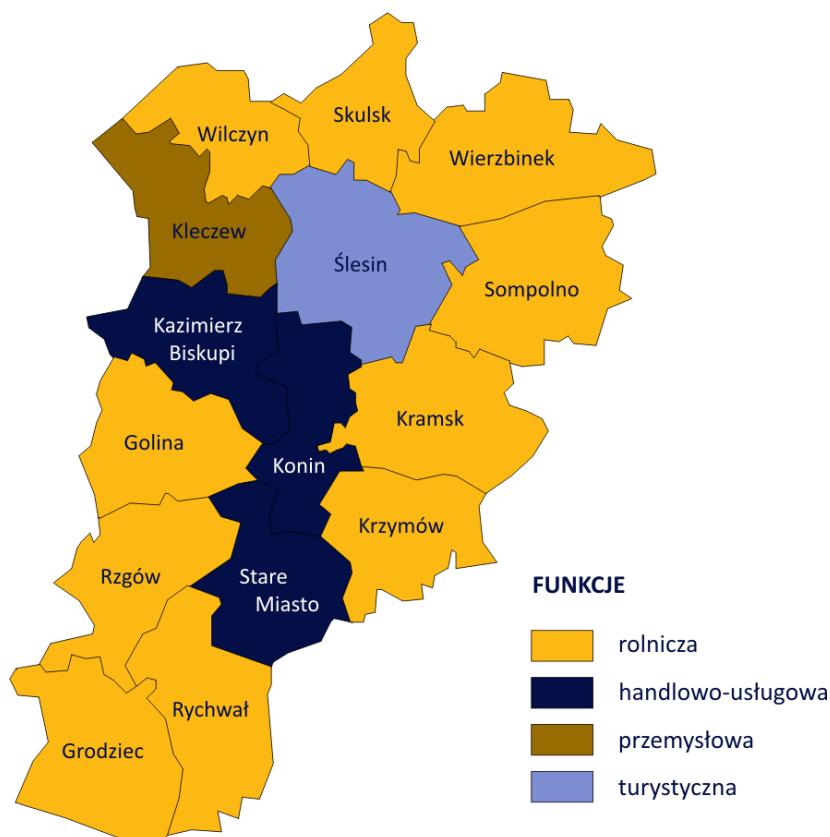 Skulsk
Wilczyn
Wierzbinek
Kleczew
Ślesin
Sompolno
Kazimierz
Biskupi
Golina
Kramsk
Konin
Krzymów
Rzgów
Stare
Miasto
Rychwał
Grodziec
FUNKCJE
rolnicza
handlowo-usługowa
przemysłowa
turystyczna